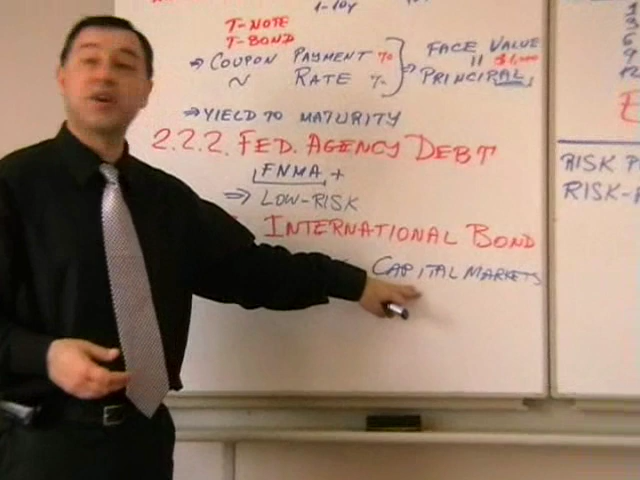 1-10y
T-NOTE
T-BOND
⇒ COUPON PAYMENT % FACE VALUE
~ RATE % ⇒ || $1,000
PRINCIPAL
⇒ YIELD TO MATURITY
2.2.2. FED. AGENCY DEBT
FNMA +
⇒ LOW-RISK
INTERNATIONAL BOND
CAPITAL MARKETS
RISK P
RISK-